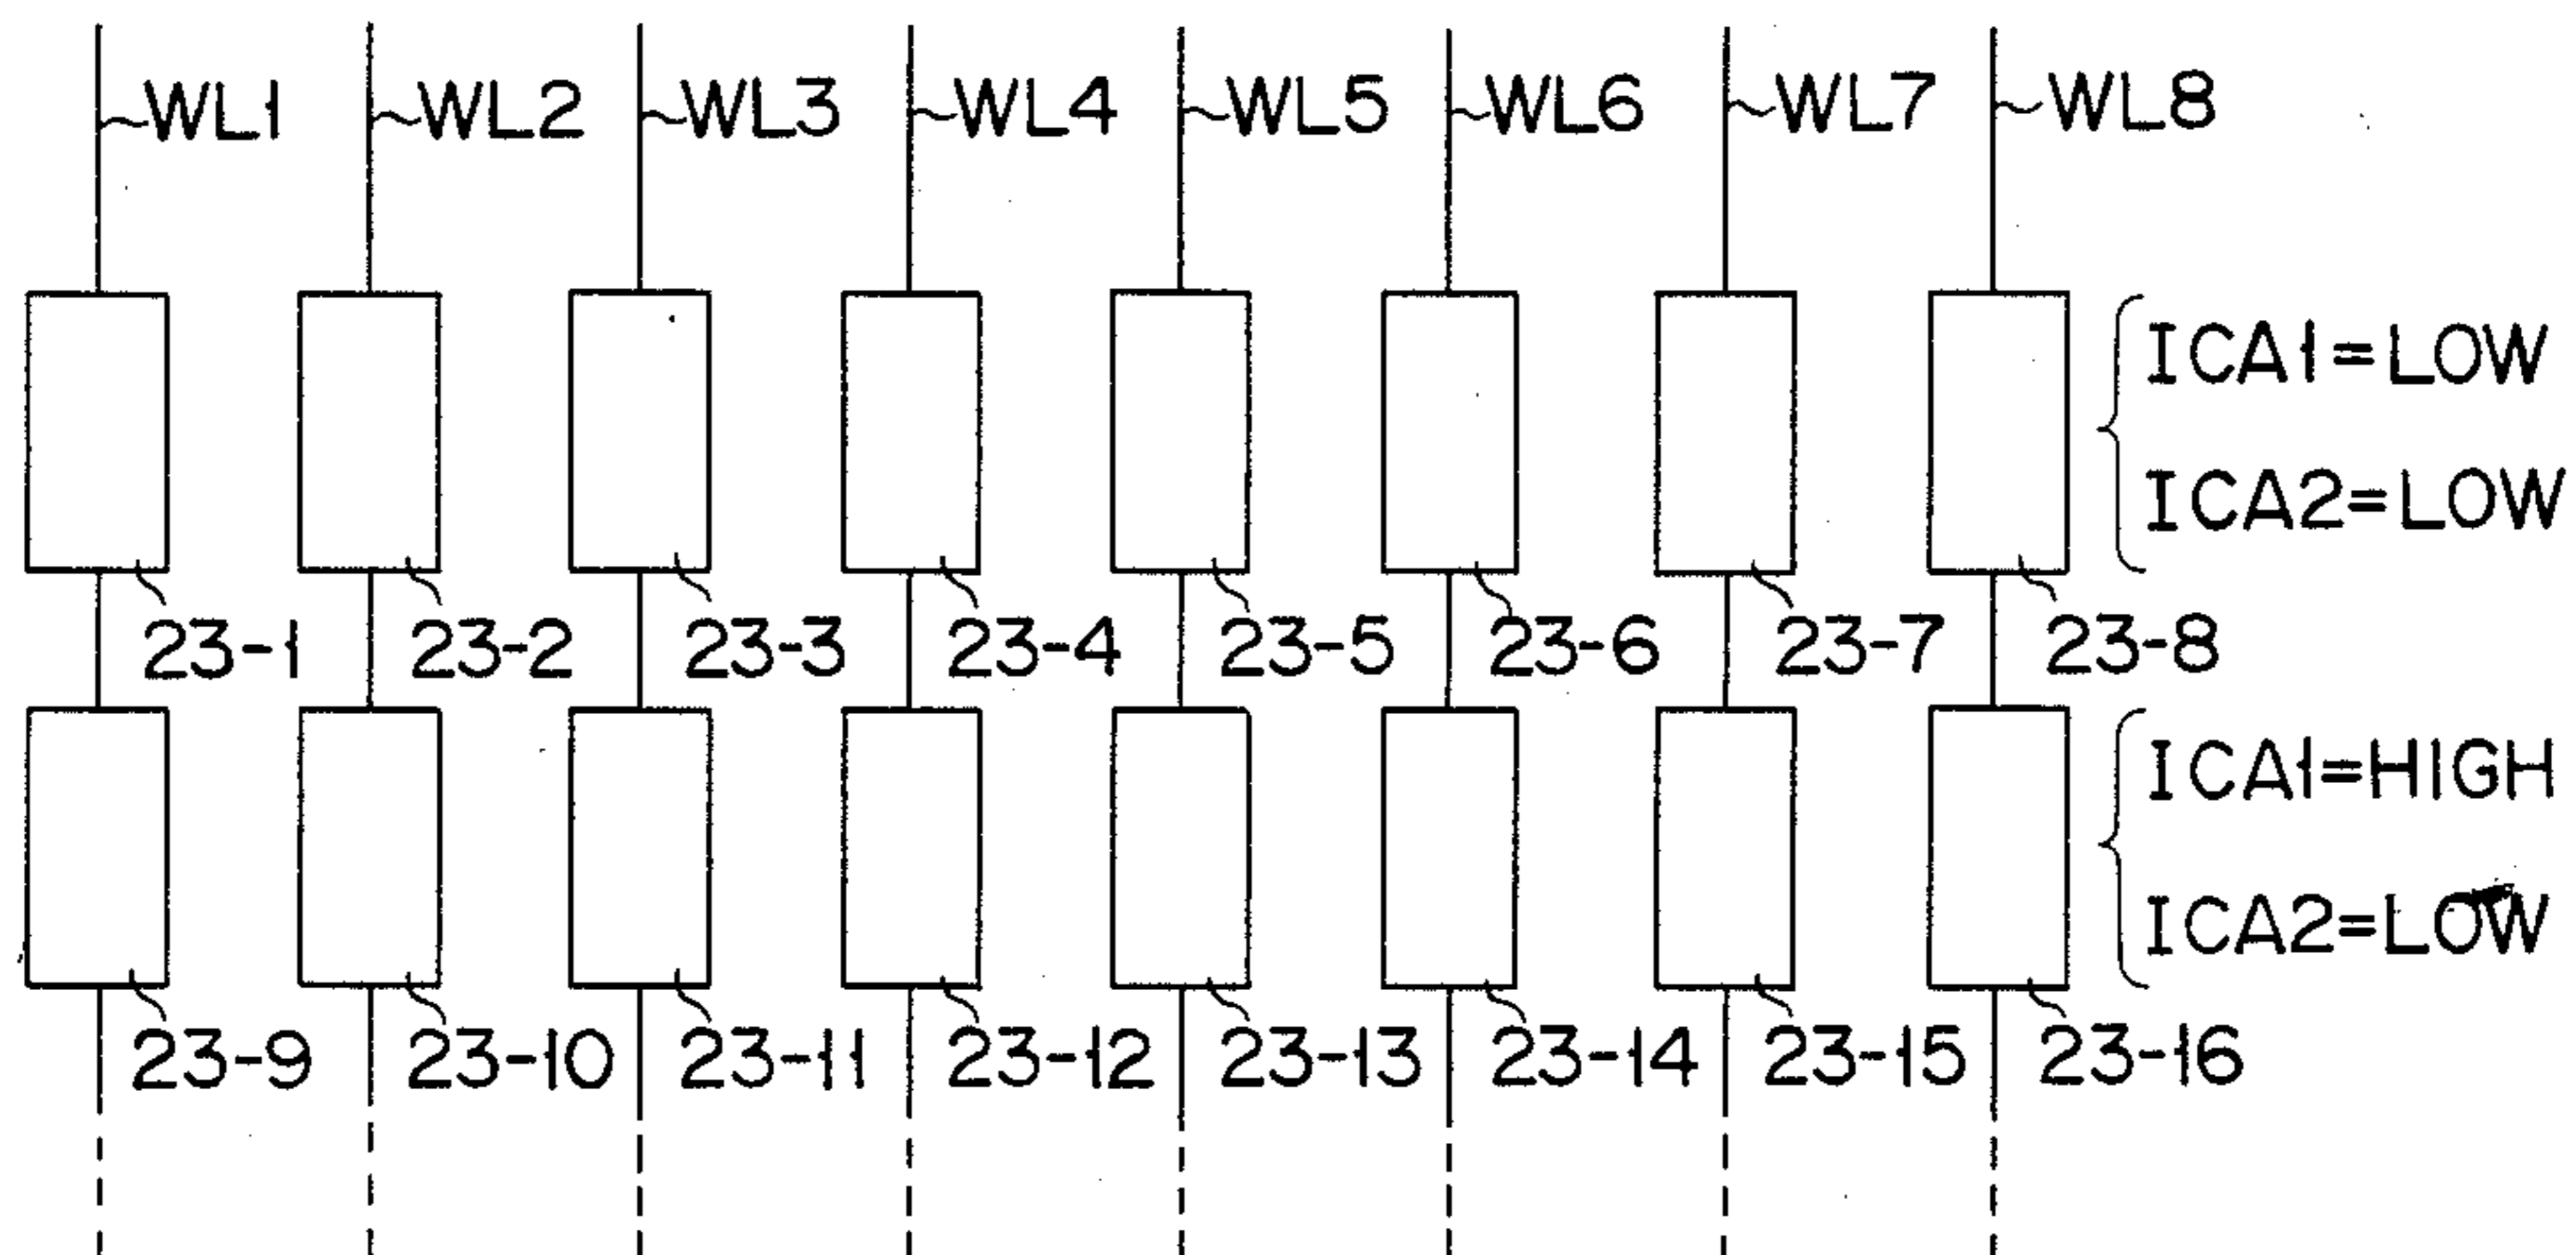 WL1 WL2 WL3 WL4 WL5 WL6 WL7 WL8
ICA1=LOW
ICA2=LOW
23-1 23-2 23-3 23-4 23-5 23-6 23-7 23-8
ICA1=HIGH
ICA2=LOW
23-9 23-10 23-11 23-12 23-13 23-14 23-15 23-16